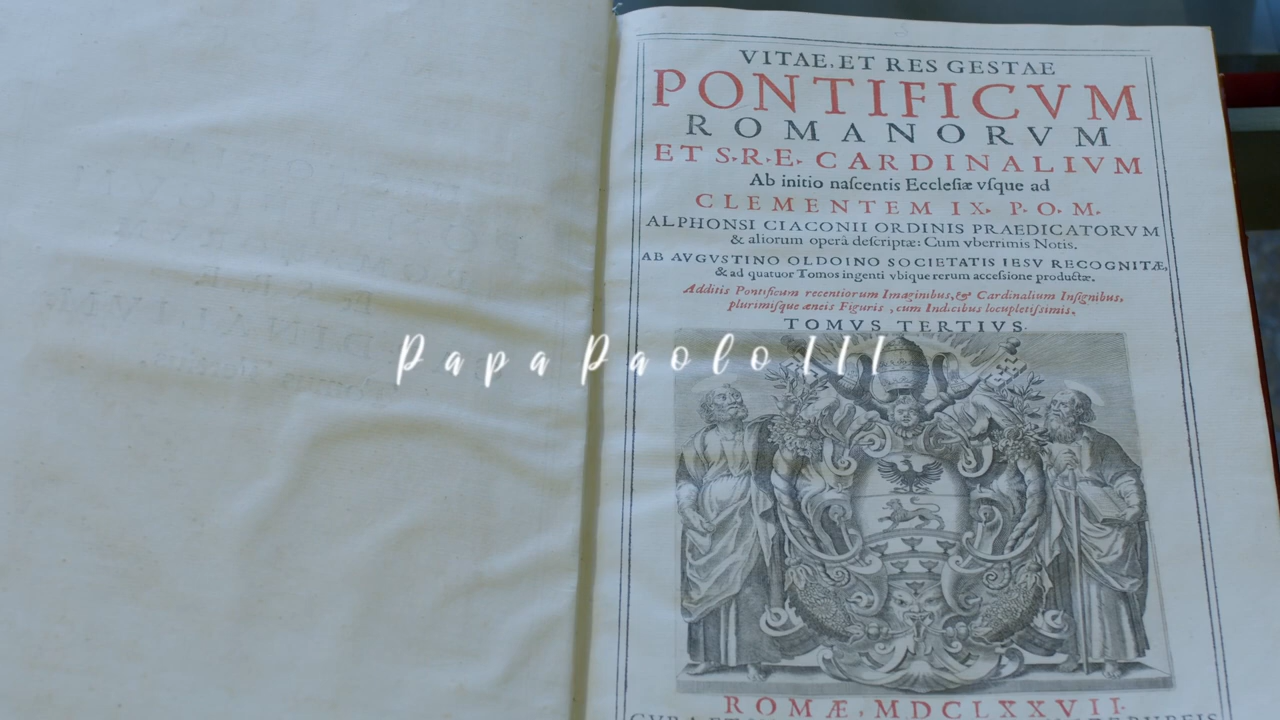 VITAE, ET RES GESTAE
PONTIFICVM
ROMANORVM
ET S.R.E. CARDINALIVM
Ab initio naſcentis Eccleſiæ vſque ad
CLEMENTEM IX. P. O. M.
ALPHONSI CIACONII ORDINIS PRAEDICATORVM
& aliorum operâ deſcriptæ: Cum vberrimis Notis.
AB AVGVSTINO OLDOINO SOCIETATIS IESV RECOGNITÆ,
& ad quatuor Tomos ingenti vbique rerum acceſſione productæ.
Additis Pontificum recentiorum Imaginibus, & Cardinalium Inſignibus,
plurimiſque æneis Figuris, cum Indicibus locupletiſsimis.
TOMVS TERTIVS.
Papa Paolo III
ROMÆ, MDCLXXVII.